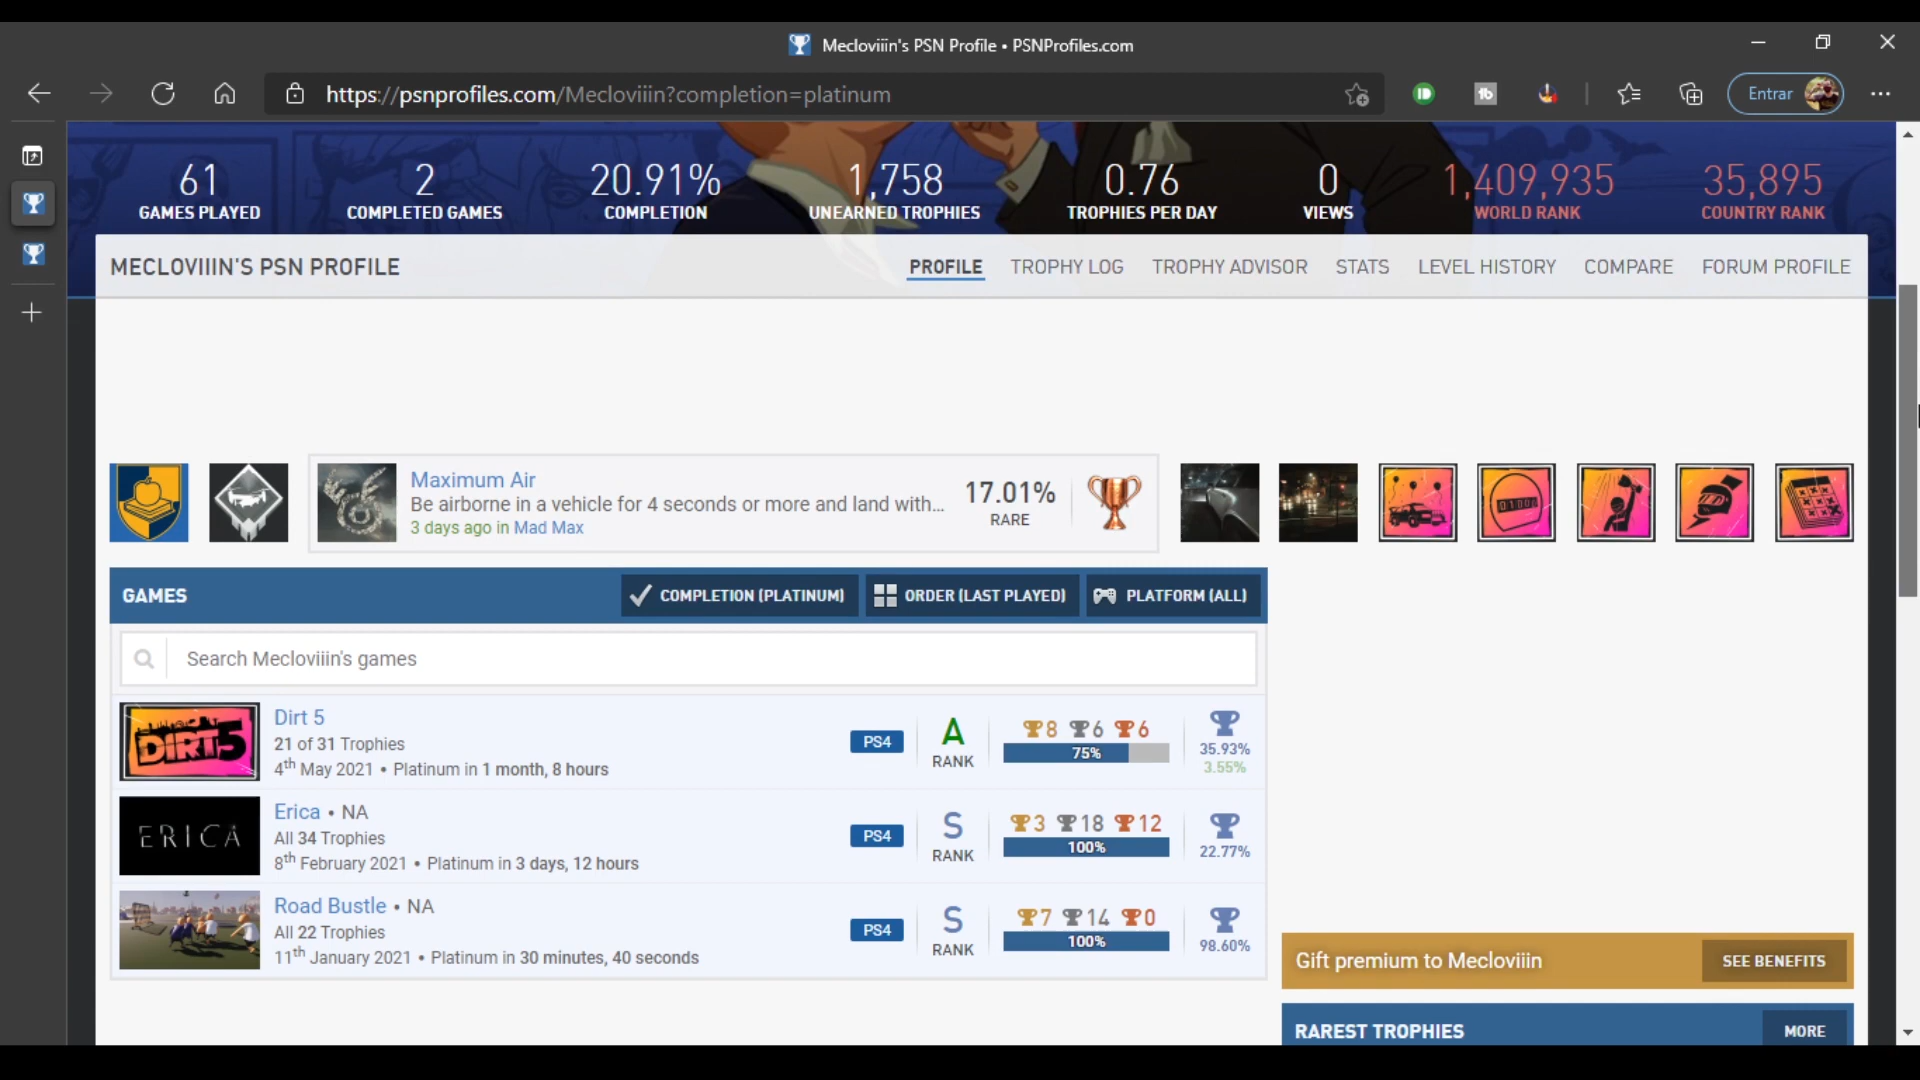 Mecloviiin's PSN Profile • PSNProfiles.com
https://psnprofiles.com/Mecloviiin?completion=platinum
Entrar
61
GAMES PLAYED
2
COMPLETED GAMES
20.91%
COMPLETION
1,758
UNEARNED TROPHIES
0.76
TROPHIES PER DAY
0
VIEWS
1,409,935
WORLD RANK
35,895
COUNTRY RANK
MECLOVIIIN'S PSN PROFILE
PROFILE TROPHY LOG TROPHY ADVISOR STATS LEVEL HISTORY COMPARE FORUM PROFILE
Maximum Air
Be airborne in a vehicle for 4 seconds or more and land with...
3 days ago in Mad Max
17.01%
RARE
GAMES
COMPLETION (PLATINUM) ORDER (LAST PLAYED) PLATFORM (ALL)
Search Mecloviiin's games
DIRT5
Dirt 5
21 of 31 Trophies
4th May 2021 • Platinum in 1 month, 8 hours
PS4
A
RANK
8 6 6
75%
35.93%
3.55%
ERICA
Erica • NA
All 34 Trophies
8th February 2021 • Platinum in 3 days, 12 hours
PS4
S
RANK
3 18 12
100%
22.77%
Road Bustle • NA
All 22 Trophies
11th January 2021 • Platinum in 30 minutes, 40 seconds
PS4
S
RANK
7 14 0
100%
98.60%
Gift premium to Mecloviiin
SEE BENEFITS
RAREST TROPHIES
MORE